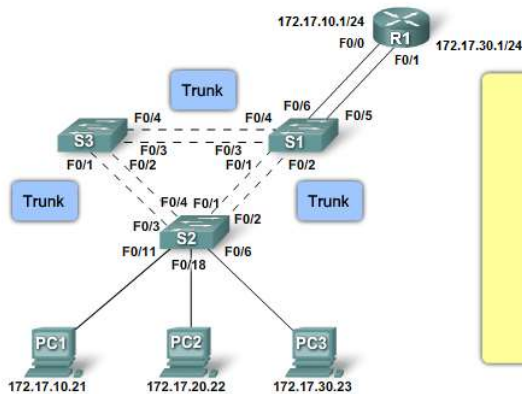 172.17.10.1/24
R1
172.17.30.1/24
F0/0
F0/1
Trunk
F0/4
F0/4
F0/6
F0/5
S3
F0/3
F0/3
S1
F0/1
F0/2
F0/1
F0/2
Trunk
Trunk
F0/4
F0/1
F0/3
F0/2
S2
F0/11
F0/18
F0/6
PC1
PC2
PC3
172.17.10.21
172.17.20.22
172.17.30.23